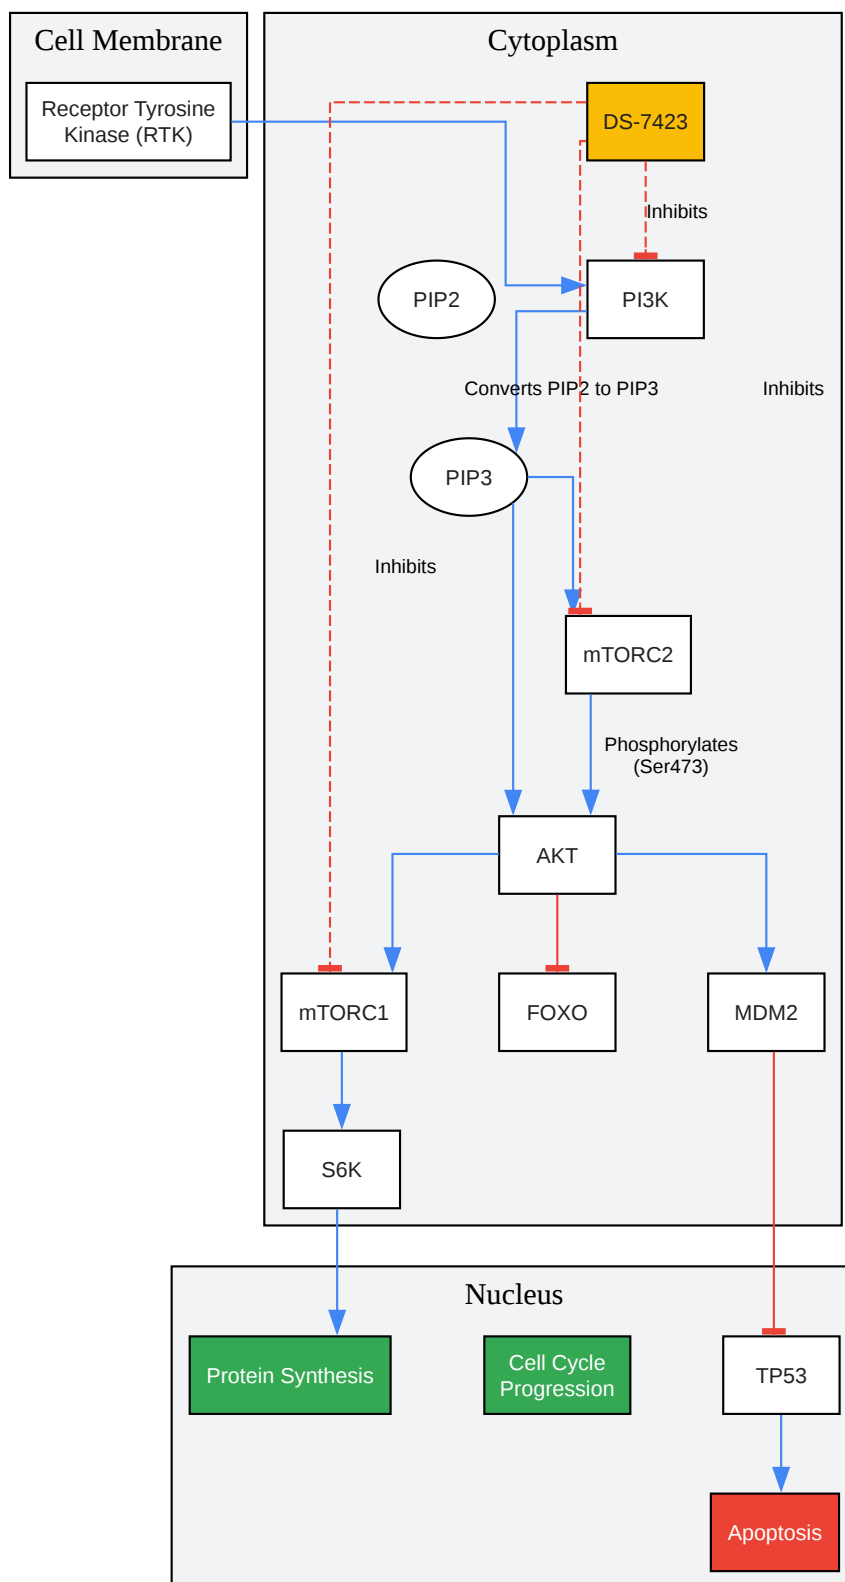 Cell Membrane
Cytoplasm
Receptor Tyrosine
Kinase (RTK)
DS-7423
Inhibits
PIP2
PI3K
Converts PIP2 to PIP3
Inhibits
PIP3
Inhibits
mTORC2
Phosphorylates
(Ser473)
AKT
mTORC1
FOXO
MDM2
S6K
Nucleus
Protein Synthesis
Cell Cycle
Progression
TP53
Apoptosis